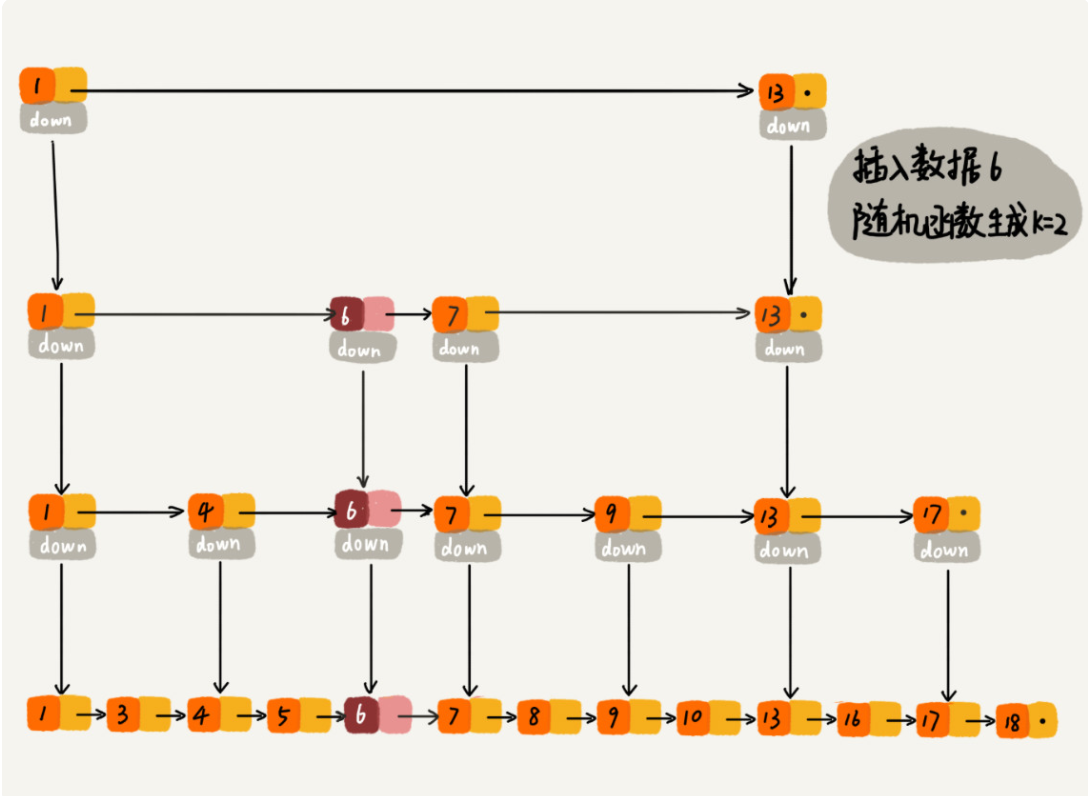 1 13
down down
插入数据6
随机函数生成K=2
1 6 7 13
down down down down
1 4 6 7 9 13 17
down down down down down down down
1 3 4 5 6 7 8 9 10 13 16 17 18